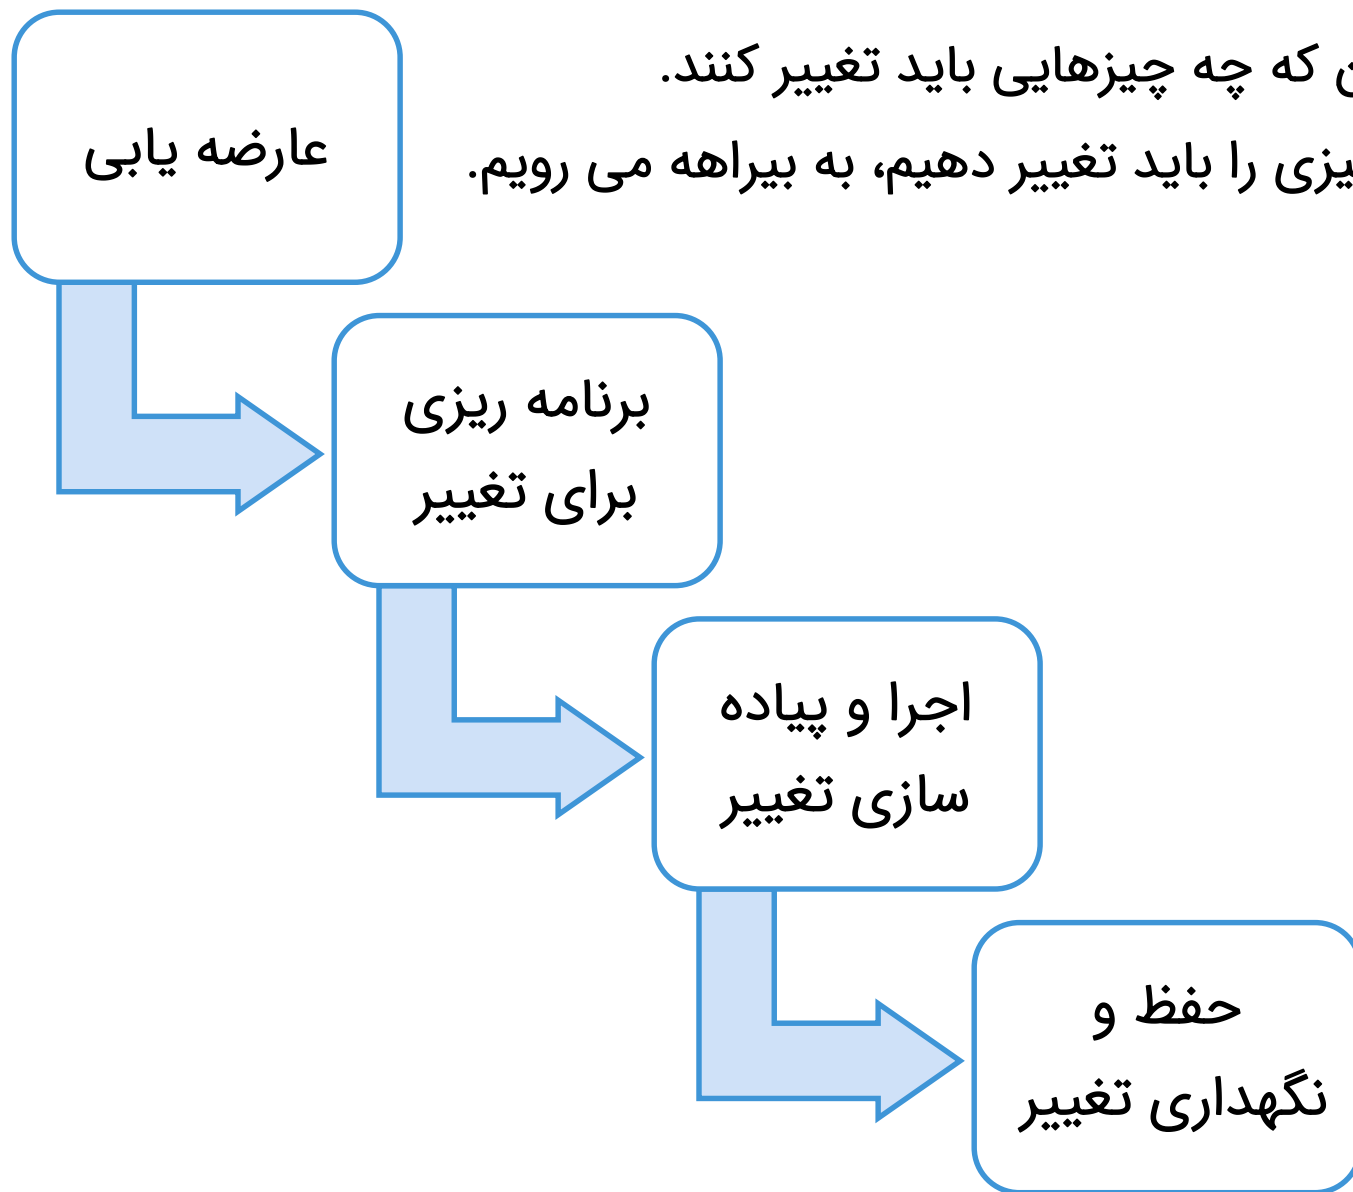 که چه چیزهایی باید تغییر کنند.
را باید تغییر دهیم، به بیراهه می رویم.
عارضه یابی
برنامه ریزی
برای تغییر
اجرا و پیاده
سازی تغییر
حفظ و
نگهداری تغییر